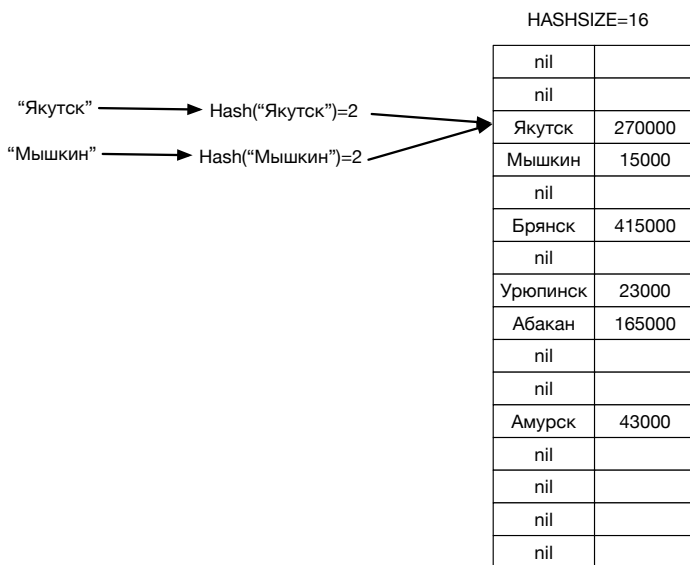 HASHSIZE=16
nil
nil
“Якутск” Hash(“Якутск”)=2
Якутск 270000
“Мышкин” Hash(“Мышкин”)=2
Мышкин 15000
nil
Брянск 415000
nil
Урюпинск 23000
Абакан 165000
nil
nil
Амурск 43000
nil
nil
nil
nil